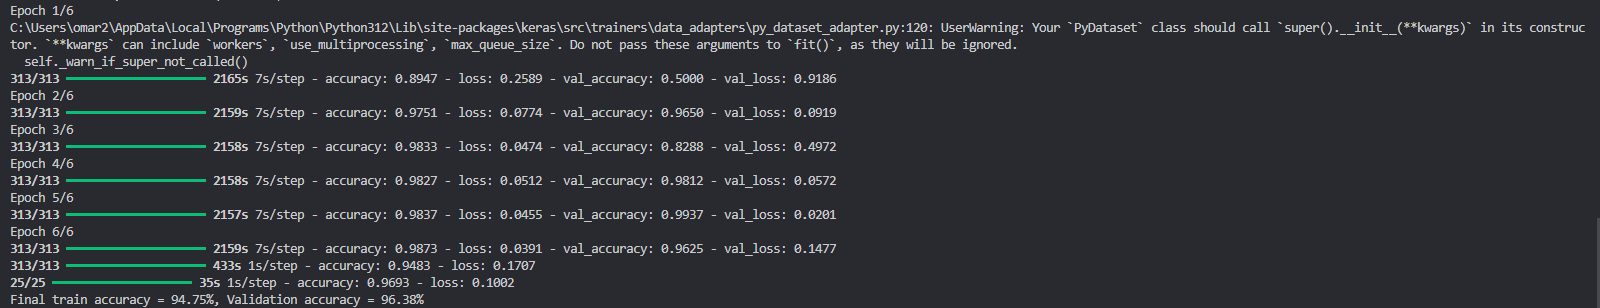 Epoch 1/6
C:\Users\omar2\AppData\Local\Programs\Python\Python312\Lib\site-packages\keras\src\trainers\data_adapters\py_dataset_adapter.py:120: UserWarning: Your `PyDataset` class should call `super().__init__(**kwargs)` in its construc
tor. `**kwargs` can include `workers`, `use_multiprocessing`, `max_queue_size`. Do not pass these arguments to `fit()`, as they will be ignored.
  self._warn_if_super_not_called()
313/313 2165s 7s/step - accuracy: 0.8947 - loss: 0.2589 - val_accuracy: 0.5000 - val_loss: 0.9186
Epoch 2/6
313/313 2159s 7s/step - accuracy: 0.9751 - loss: 0.0774 - val_accuracy: 0.9650 - val_loss: 0.0919
Epoch 3/6
313/313 2158s 7s/step - accuracy: 0.9833 - loss: 0.0474 - val_accuracy: 0.8288 - val_loss: 0.4972
Epoch 4/6
313/313 2158s 7s/step - accuracy: 0.9827 - loss: 0.0512 - val_accuracy: 0.9812 - val_loss: 0.0572
Epoch 5/6
313/313 2157s 7s/step - accuracy: 0.9837 - loss: 0.0455 - val_accuracy: 0.9937 - val_loss: 0.0201
Epoch 6/6
313/313 2159s 7s/step - accuracy: 0.9873 - loss: 0.0391 - val_accuracy: 0.9625 - val_loss: 0.1477
313/313 433s 1s/step - accuracy: 0.9483 - loss: 0.1707
25/25 35s 1s/step - accuracy: 0.9693 - loss: 0.1002
Final train accuracy = 94.75%, Validation accuracy = 96.38%